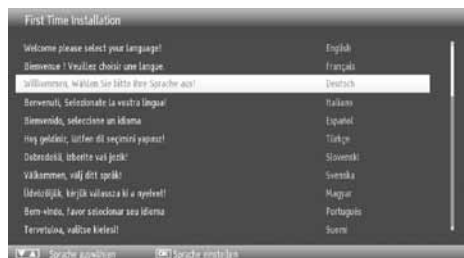 First Time Installation
Welcome please select your language! English
Bienvenue ! Veuillez choisir une langue. Français
Willkommen, Wählen Sie bitte Ihre Sprache aus! Deutsch
Benvenuti, Selezionate la vostra lingua! Italiano
Bienvenido, seleccione un idioma Español
Hoş geldiniz, lütfen dil seçimini yapınız! Türkçe
Dobrodošli, izberite vaš jezik! Slovenski
Välkommen, välj ditt språk! Svenska
Üdvözöljük, kérjük válassza ki a nyelvet! Magyar
Bem-vindo, favor selecionar seu idioma Português
Tervetuloa, valitse kielesi! Suomi
Sprache auswählen OK Sprache einstellen